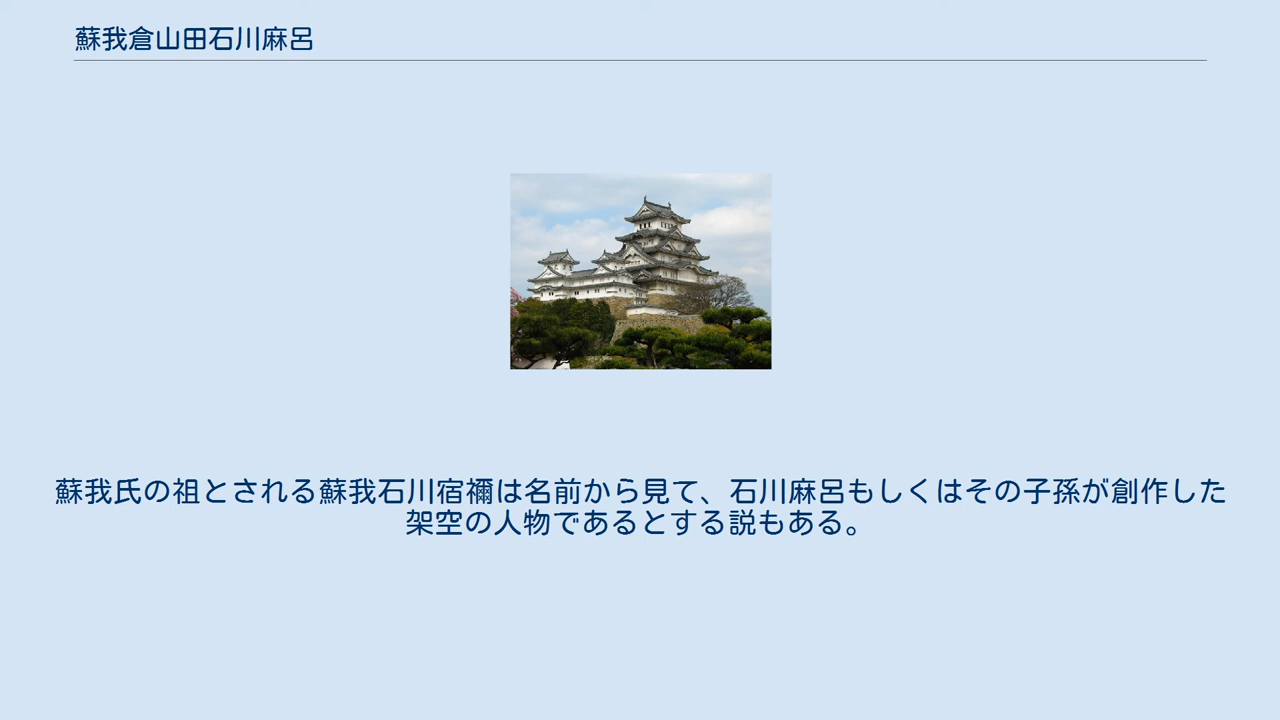 蘇我倉山田石川麻呂
蘇我氏の祖とされる蘇我石川宿禰は名前から見て、石川麻呂もしくはその子孫が創作した
架空の人物であるとする説もある。